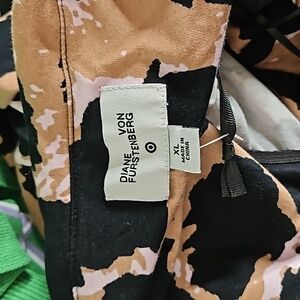 DIANE
VON
FURSTENBERG
XL
MADE IN
CHINA